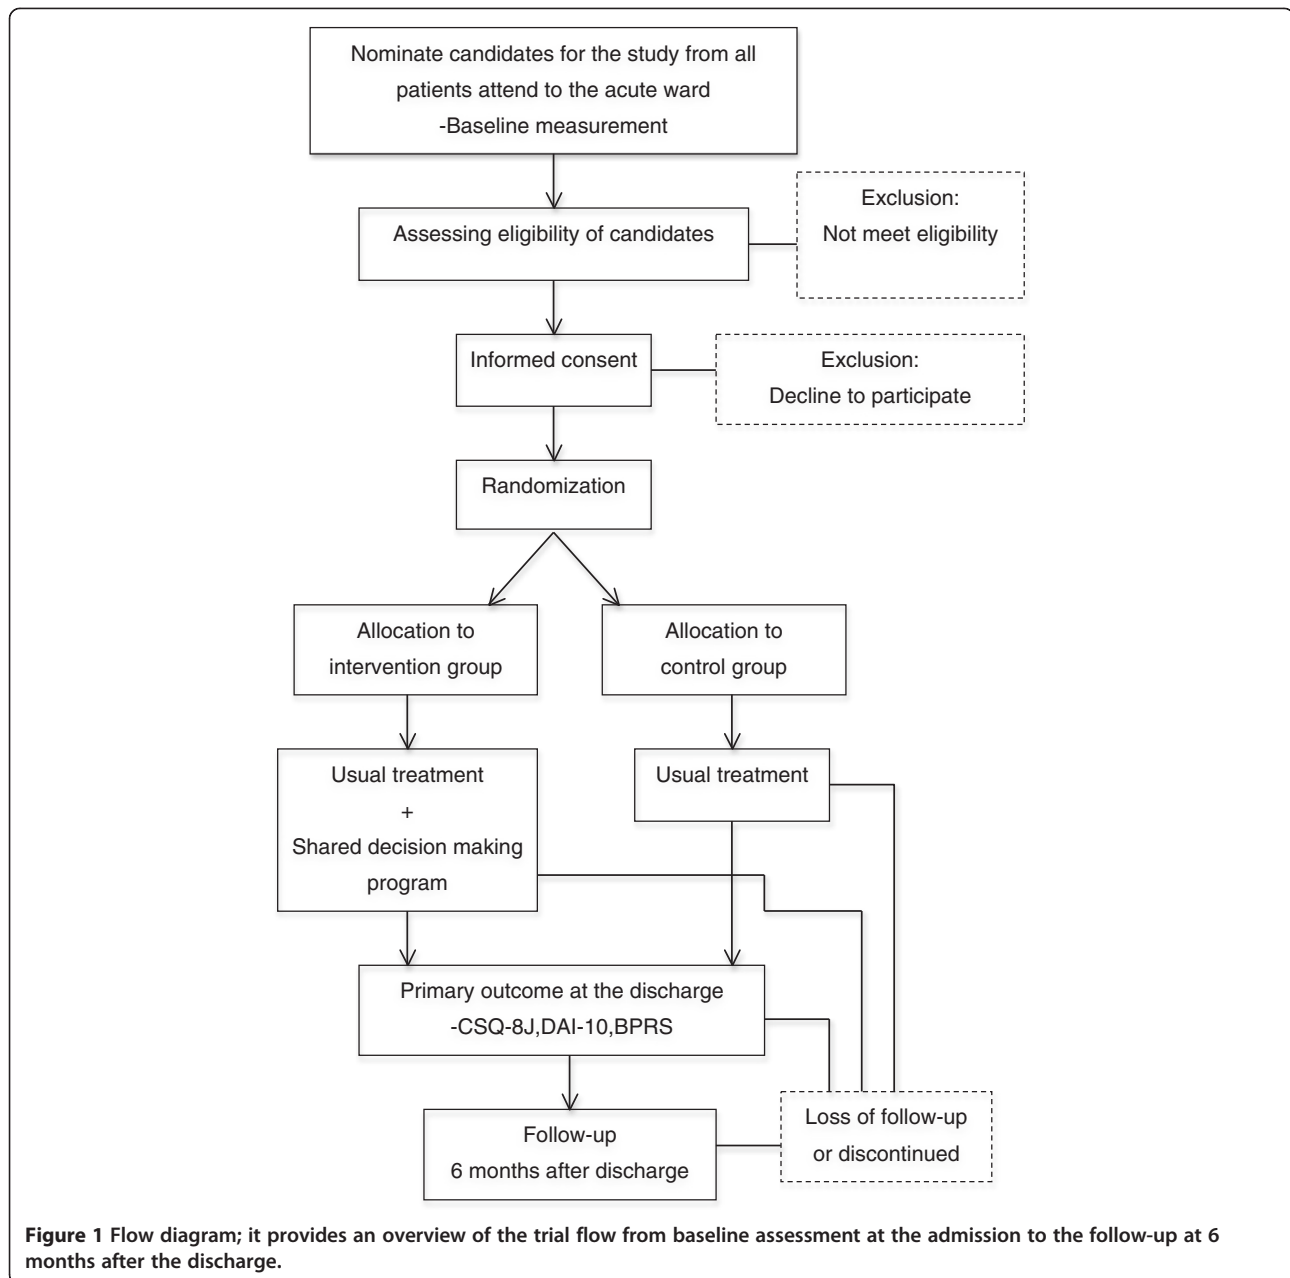 Nominate candidates for the study from all
patients attend to the acute ward
-Baseline measurement
Exclusion:
Not meet eligibility
Assessing eligibility of candidates
Informed consent
Exclusion:
Decline to participate
Randomization
Allocation to
intervention group
Allocation to
control group
Usual treatment
+
Shared decision making
program
Usual treatment
Primary outcome at the discharge
-CSQ-8J,DAI-10,BPRS
Loss of follow-up
or discontinued
Follow-up
6 months after discharge
Figure 1 Flow diagram; it provides an overview of the trial flow from baseline assessment at the admission to the follow-up at 6
months after the discharge.